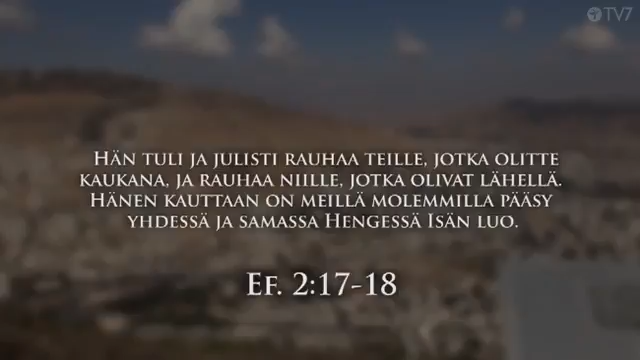 TV7
Hän tuli ja julisti rauhaa teille, jotka olitte
kaukana, ja rauhaa niille, jotka olivat lähellä.
Hänen kauttaan on meillä molemmilla pääsy
yhdessä ja samassa Hengessä Isän luo.
Ef. 2:17-18